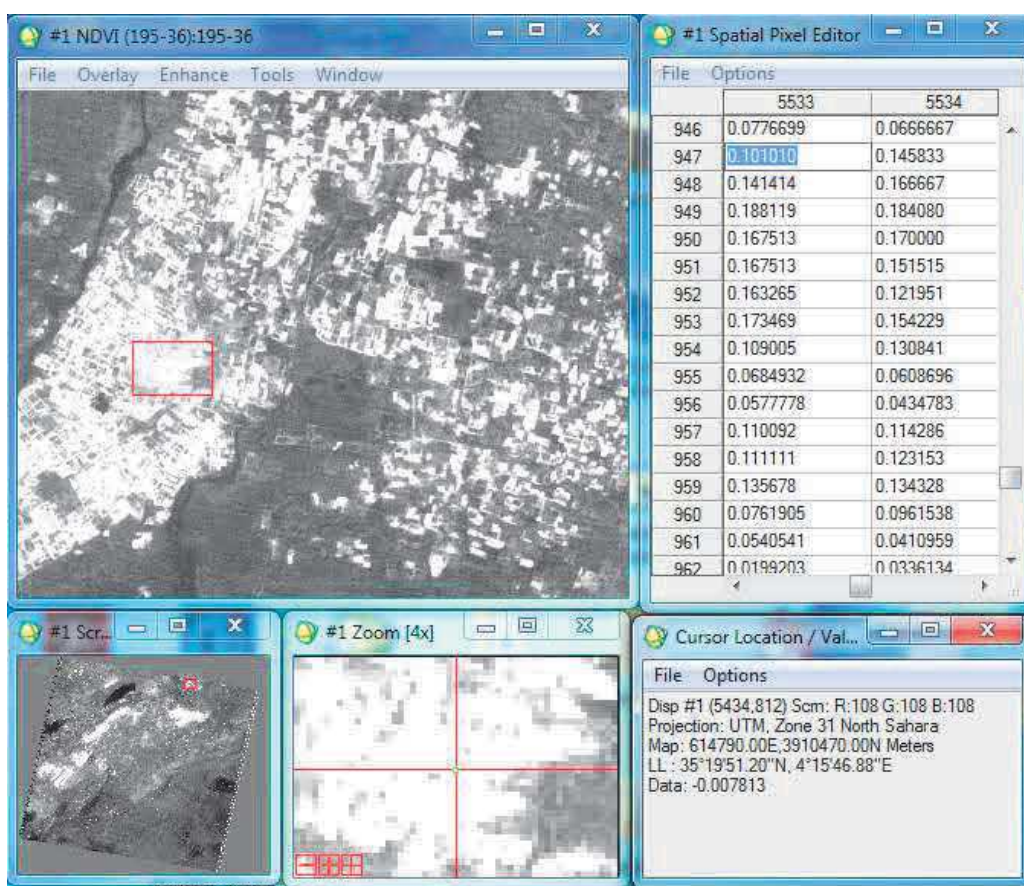 #1 NDVI (195-36):195-36
File Overlay Enhance Tools Window
#1 Spatial Pixel Editor
File Options
5533 5534
946 0.0776699 0.0666667
947 0.101010 0.145833
948 0.141414 0.166667
949 0.188119 0.184080
950 0.167513 0.170000
951 0.167513 0.151515
952 0.163265 0.121951
953 0.173469 0.154229
954 0.109005 0.130841
955 0.0684932 0.0608696
956 0.0577778 0.0434783
957 0.110092 0.114286
958 0.111111 0.123153
959 0.135678 0.134328
960 0.0761905 0.0961538
961 0.0540541 0.0410959
962 0.0199203 0.0336134
#1 Scr...
#1 Zoom [4x]
Cursor Location / Val...
File Options
Disp #1 (5434,812) Scrn: R:108 G:108 B:108
Projection: UTM, Zone 31 North Sahara
Map: 614790.00E,3910470.00N Meters
LL : 35°19'51.20"N, 4°15'46.88"E
Data: -0.007813